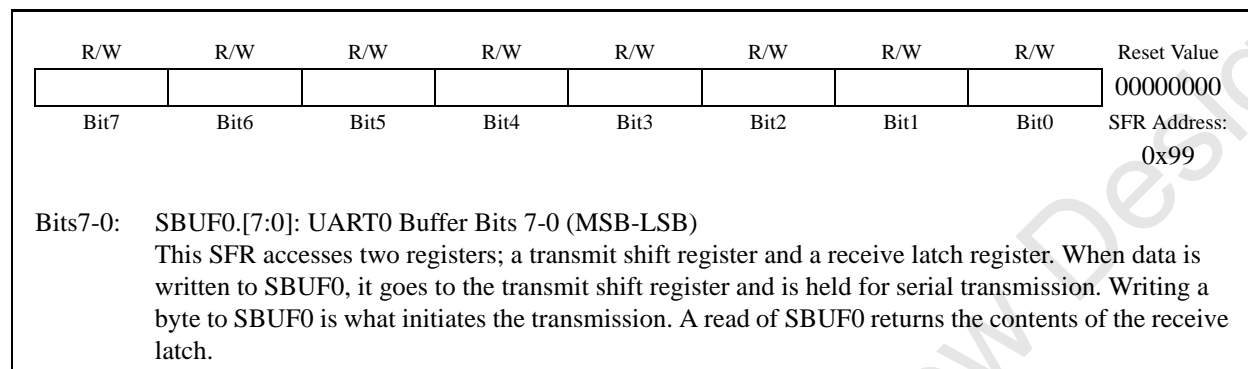 R/W R/W R/W R/W R/W R/W R/W R/W Reset Value
00000000
Bit7 Bit6 Bit5 Bit4 Bit3 Bit2 Bit1 Bit0 SFR Address:
0x99
Bits7-0: SBUF0.[7:0]: UART0 Buffer Bits 7-0 (MSB-LSB)
This SFR accesses two registers; a transmit shift register and a receive latch register. When data is
written to SBUF0, it goes to the transmit shift register and is held for serial transmission. Writing a
byte to SBUF0 is what initiates the transmission. A read of SBUF0 returns the contents of the receive
latch.